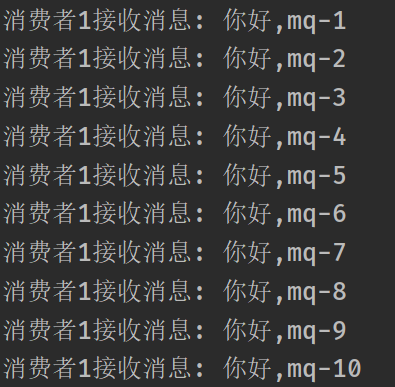 消费者1接收消息: 你好,mq-1
消费者1接收消息: 你好,mq-2
消费者1接收消息: 你好,mq-3
消费者1接收消息: 你好,mq-4
消费者1接收消息: 你好,mq-5
消费者1接收消息: 你好,mq-6
消费者1接收消息: 你好,mq-7
消费者1接收消息: 你好,mq-8
消费者1接收消息: 你好,mq-9
消费者1接收消息: 你好,mq-10